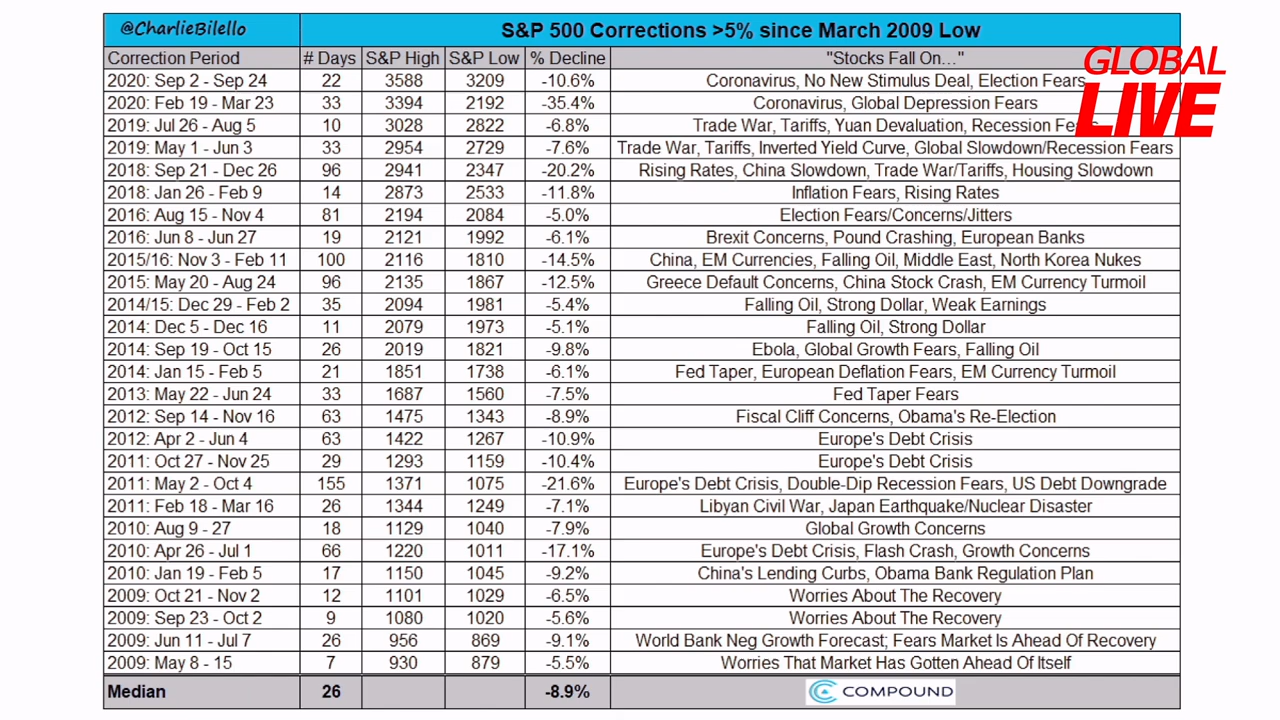 @CharlieBilello S&P 500 Corrections >5% since March 2009 Low
Correction Period # Days S&P High S&P Low % Decline "Stocks Fall On…"
GLOBAL
LIVE
2020: Sep 2 - Sep 24 22 3588 3209 -10.6% Coronavirus, No New Stimulus Deal, Election Fears
2020: Feb 19 - Mar 23 33 3394 2192 -35.4% Coronavirus, Global Depression Fears
2019: Jul 26 - Aug 5 10 3028 2822 -6.8% Trade War, Tariffs, Yuan Devaluation, Recession Fears
2019: May 1 - Jun 3 33 2954 2729 -7.6% Trade War, Tariffs, Inverted Yield Curve, Global Slowdown/Recession Fears
2018: Sep 21 - Dec 26 96 2941 2347 -20.2% Rising Rates, China Slowdown, Trade War/Tariffs, Housing Slowdown
2018: Jan 26 - Feb 9 14 2873 2533 -11.8% Inflation Fears, Rising Rates
2016: Aug 15 - Nov 4 81 2194 2084 -5.0% Election Fears/Concerns/Jitters
2016: Jun 8 - Jun 27 19 2121 1992 -6.1% Brexit Concerns, Pound Crashing, European Banks
2015/16: Nov 3 - Feb 11 100 2116 1810 -14.5% China, EM Currencies, Falling Oil, Middle East, North Korea Nukes
2015: May 20 - Aug 24 96 2135 1867 -12.5% Greece Default Concerns, China Stock Crash, EM Currency Turmoil
2014/15: Dec 29 - Feb 2 35 2094 1981 -5.4% Falling Oil, Strong Dollar, Weak Earnings
2014: Dec 5 - Dec 16 11 2079 1973 -5.1% Falling Oil, Strong Dollar
2014: Sep 19 - Oct 15 26 2019 1821 -9.8% Ebola, Global Growth Fears, Falling Oil
2014: Jan 15 - Feb 5 21 1851 1738 -6.1% Fed Taper, European Deflation Fears, EM Currency Turmoil
2013: May 22 - Jun 24 33 1687 1560 -7.5% Fed Taper Fears
2012: Sep 14 - Nov 16 63 1475 1343 -8.9% Fiscal Cliff Concerns, Obama's Re-Election
2012: Apr 2 - Jun 4 63 1422 1267 -10.9% Europe's Debt Crisis
2011: Oct 27 - Nov 25 29 1293 1159 -10.4% Europe's Debt Crisis
2011: May 2 - Oct 4 155 1371 1075 -21.6% Europe's Debt Crisis, Double-Dip Recession Fears, US Debt Downgrade
2011: Feb 18 - Mar 16 26 1344 1249 -7.1% Libyan Civil War, Japan Earthquake/Nuclear Disaster
2010: Aug 9 - 27 18 1129 1040 -7.9% Global Growth Concerns
2010: Apr 26 - Jul 1 66 1220 1011 -17.1% Europe's Debt Crisis, Flash Crash, Growth Concerns
2010: Jan 19 - Feb 5 17 1150 1045 -9.2% China's Lending Curbs, Obama Bank Regulation Plan
2009: Oct 21 - Nov 2 12 1101 1029 -6.5% Worries About The Recovery
2009: Sep 23 - Oct 2 9 1080 1020 -5.6% Worries About The Recovery
2009: Jun 11 - Jul 7 26 956 869 -9.1% World Bank Neg Growth Forecast; Fears Market Is Ahead Of Recovery
2009: May 8 - 15 7 930 879 -5.5% Worries That Market Has Gotten Ahead Of Itself
Median 26 -8.9% COMPOUND